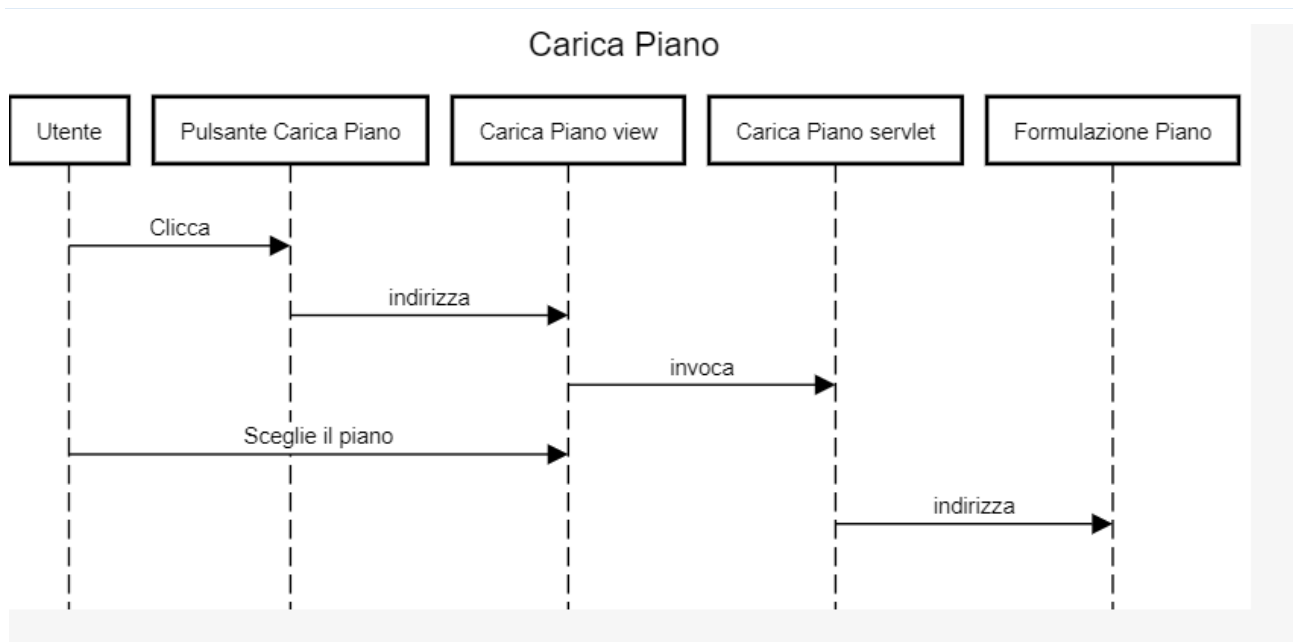 Carica Piano
Utente
Pulsante Carica Piano
Carica Piano view
Carica Piano servlet
Formulazione Piano
Clicca
indirizza
invoca
Sceglie il piano
indirizza